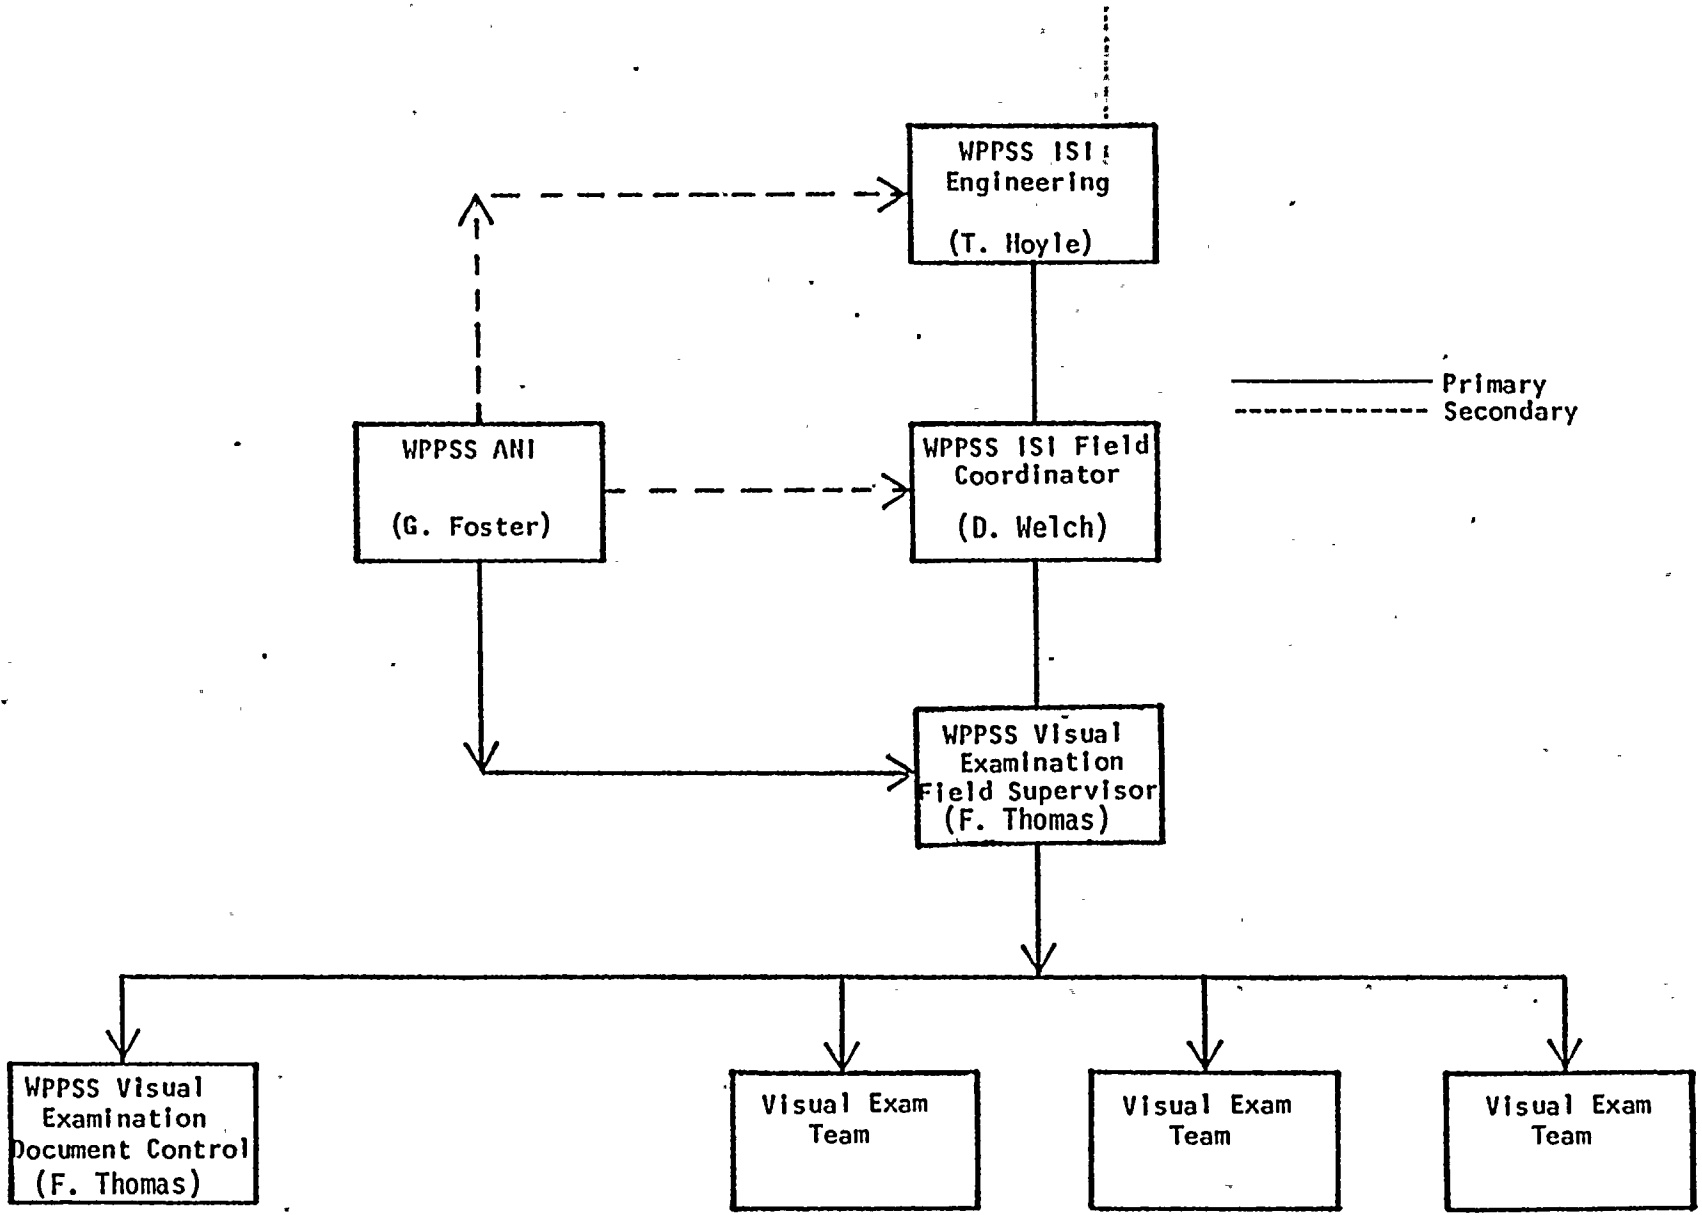 WPPSS ISI
Engineering
(T. Hoyle)
Primary
Secondary
WPPSS ANI
(G. Foster)
WPPSS ISI Field
Coordinator
(D. Welch)
WPPSS Visual
Examination
Field Supervisor
(F. Thomas)
WPPSS Visual
Examination
Document Control
(F. Thomas)
Visual Exam
Team
Visual Exam
Team
Visual Exam
Team